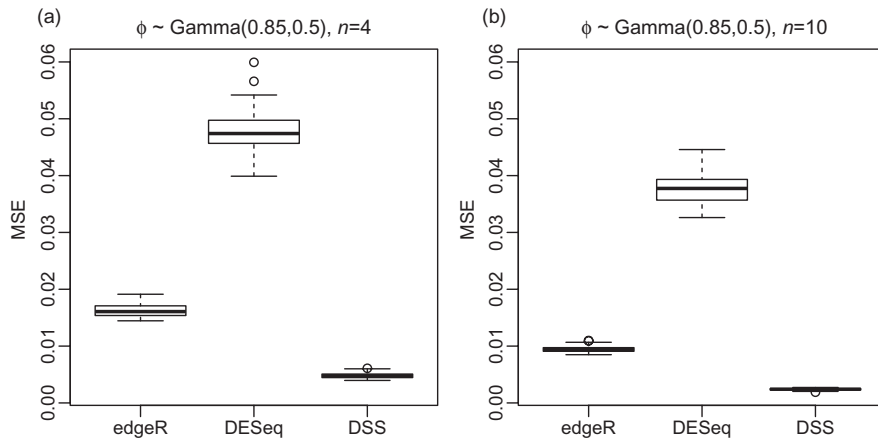 (a)
ϕ ~ Gamma(0.85,0.5), n=4
MSE
0.06
0.05
0.04
0.03
0.02
0.01
0.00
edgeR DESeq DSS
(b)
ϕ ~ Gamma(0.85,0.5), n=10
MSE
0.06
0.05
0.04
0.03
0.02
0.01
0.00
edgeR DESeq DSS